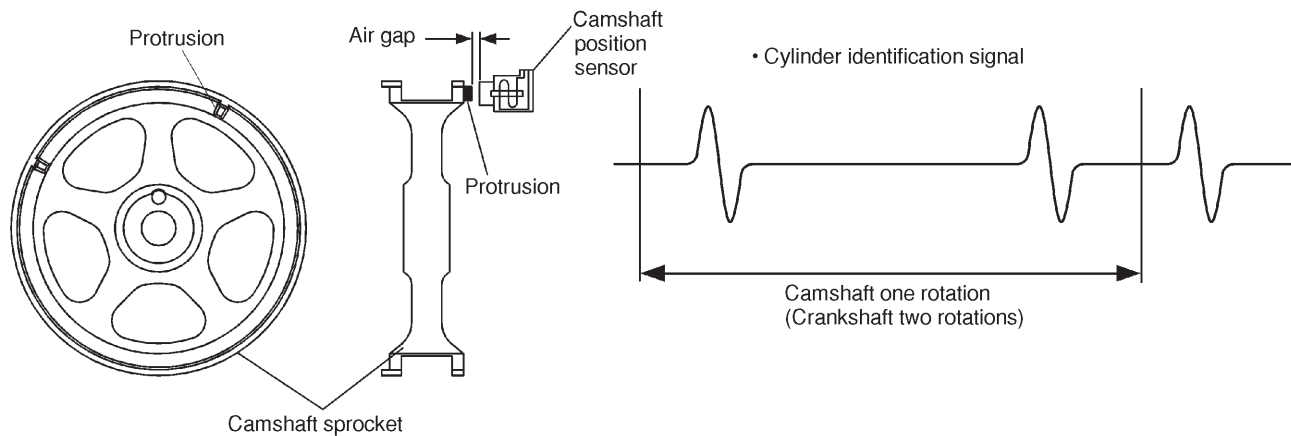 Protrusion
Air gap
Camshaft
position
sensor
Protrusion
Camshaft sprocket
• Cylinder identification signal
Camshaft one rotation
(Crankshaft two rotations)